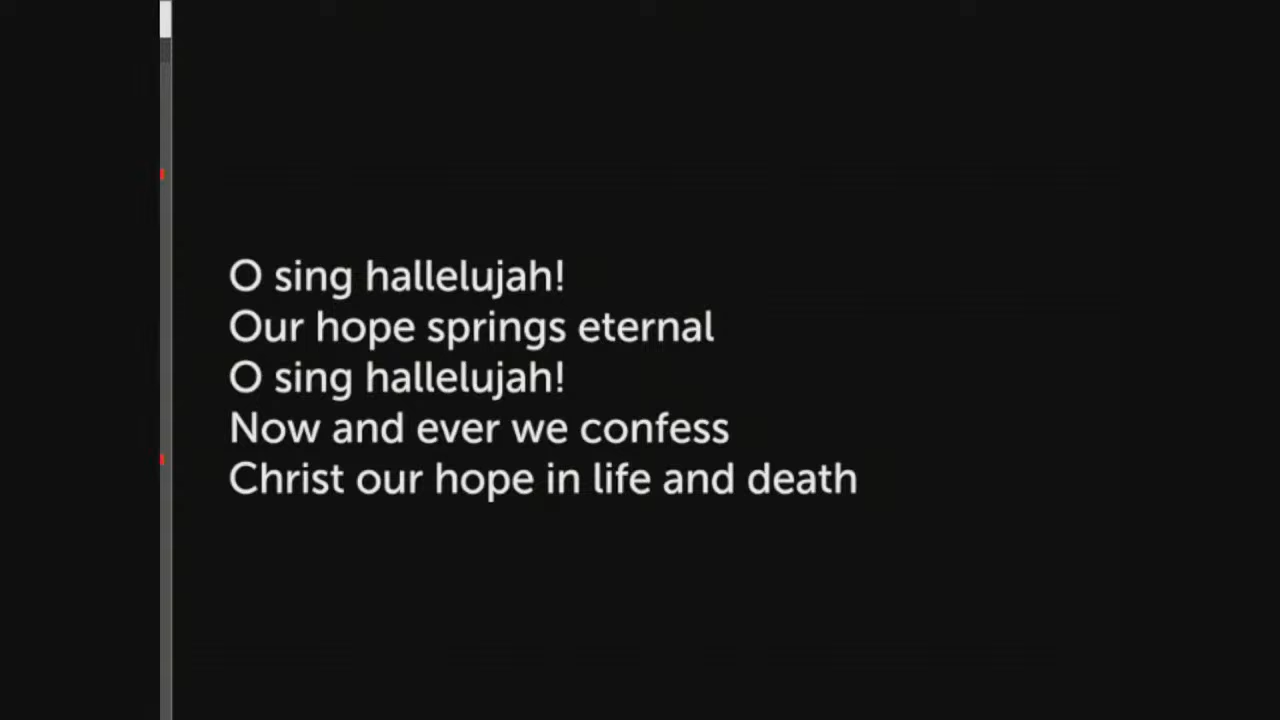 O sing hallelujah!
Our hope springs eternal
O sing hallelujah!
Now and ever we confess
Christ our hope in life and death